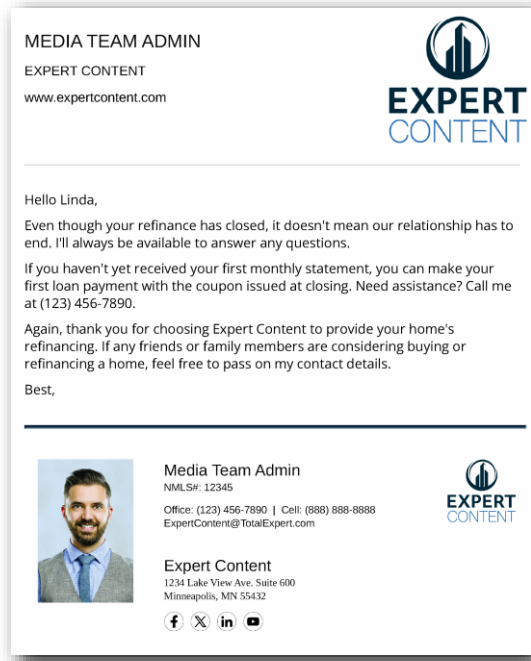 MEDIA TEAM ADMIN
EXPERT CONTENT
www.expertcontent.com
EXPERT
CONTENT
Hello Linda,
Even though your refinance has closed, it doesn't mean our relationship has to
end. I'll always be available to answer any questions.
If you haven't yet received your first monthly statement, you can make your
first loan payment with the coupon issued at closing. Need assistance? Call me
at (123) 456-7890.
Again, thank you for choosing Expert Content to provide your home's
refinancing. If any friends or family members are considering buying or
refinancing a home, feel free to pass on my contact details.
Best,
Media Team Admin
NMLS#: 12345
Office: (123) 456-7890 | Cell: (888) 888-8888
ExpertContent@TotalExpert.com
Expert Content
1234 Lake View Ave. Suite 600
Minneapolis, MN 55432
EXPERT
CONTENT